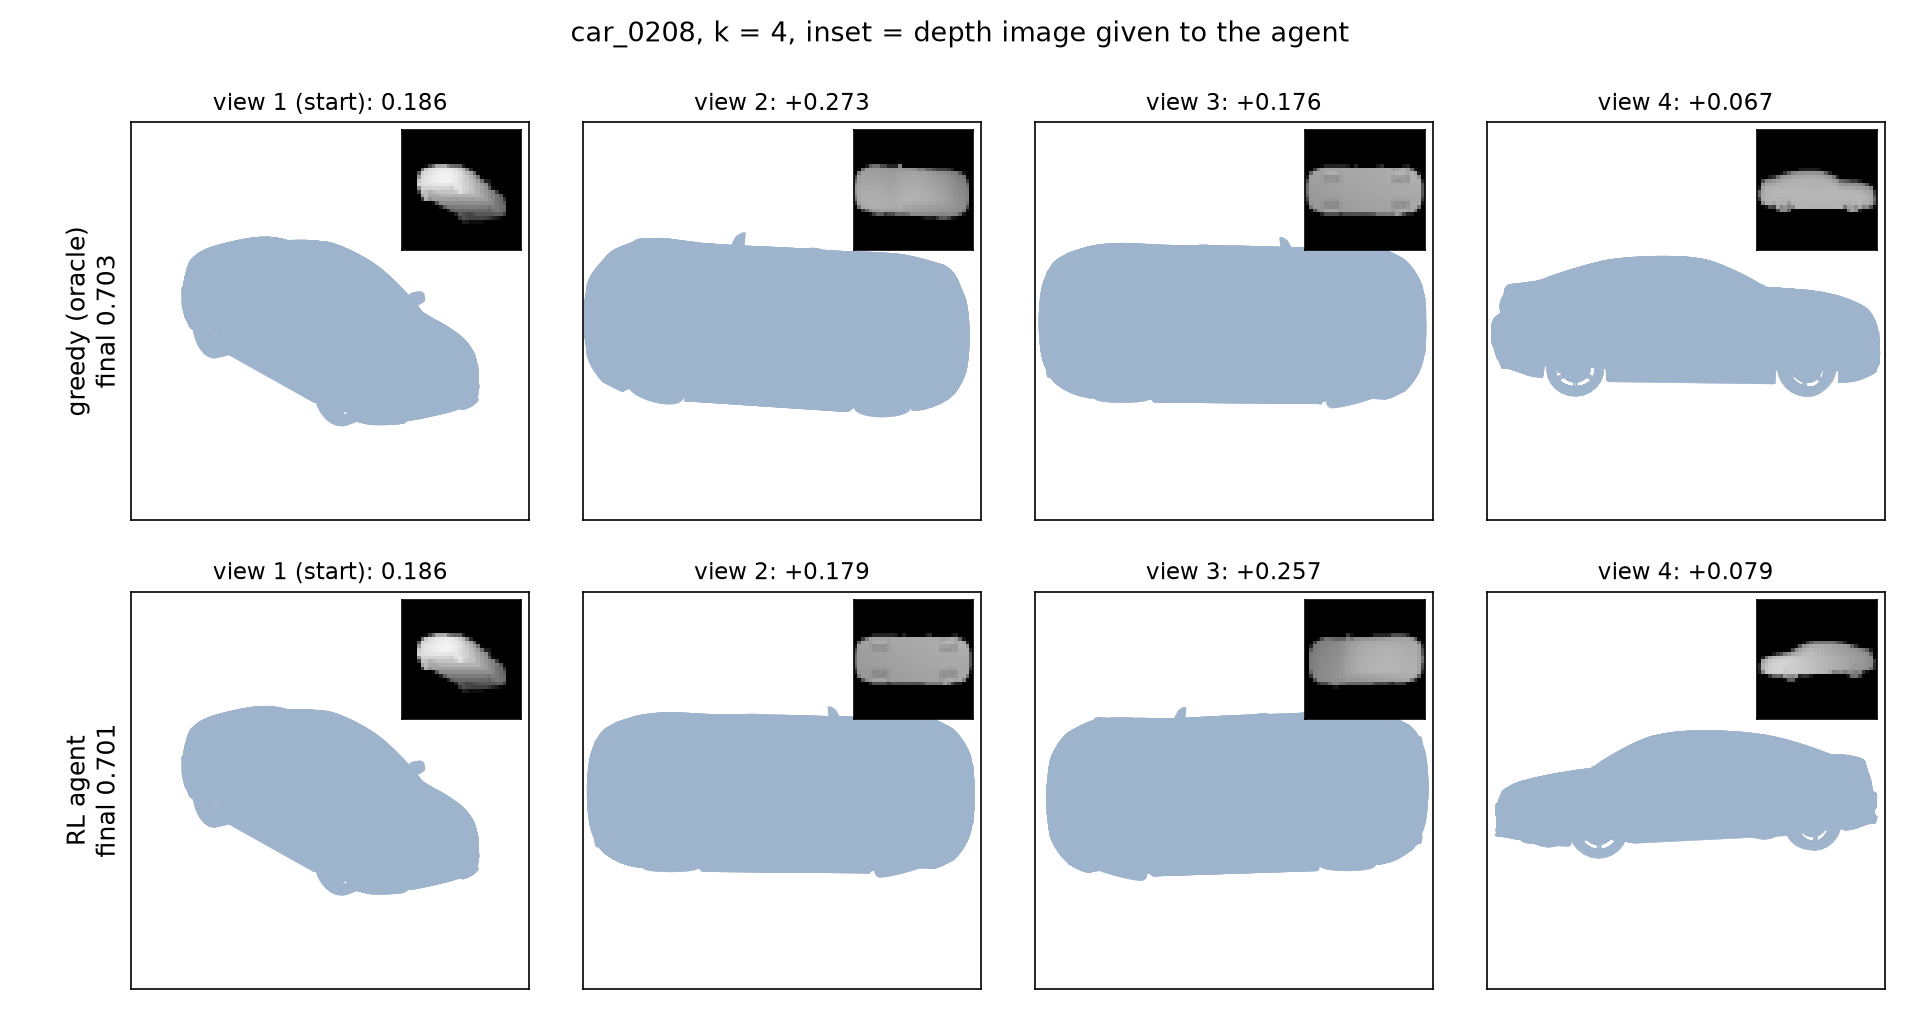 car_0208, k = 4, inset = depth image given to the agent
greedy (oracle)
final 0.703
view 1 (start): 0.186
view 2: +0.273
view 3: +0.176
view 4: +0.067
RL agent
final 0.701
view 1 (start): 0.186
view 2: +0.179
view 3: +0.257
view 4: +0.079